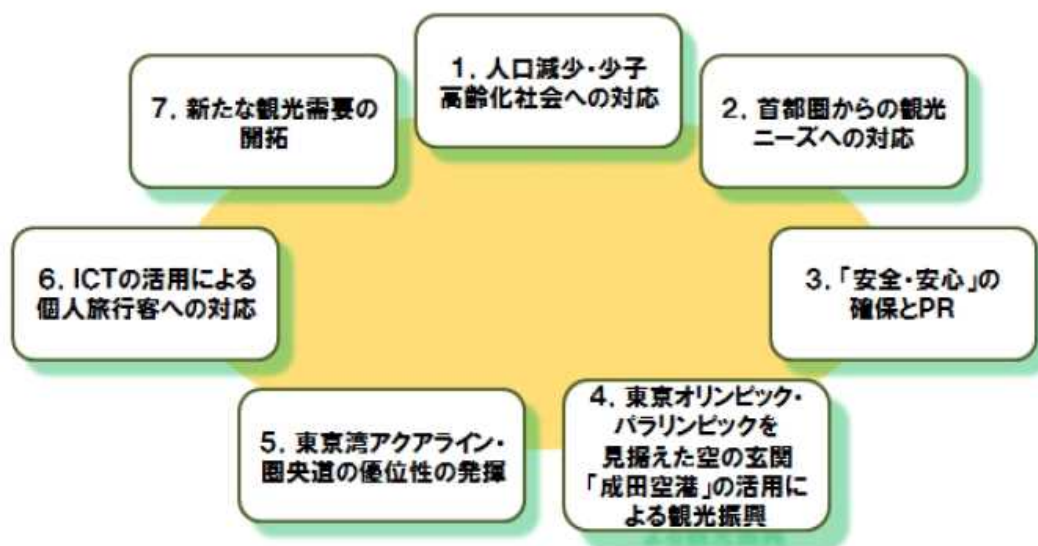 1．人口減少・少子
高齢化社会への対応
2．首都圏からの観光
ニーズへの対応
3．「安全・安心」の
確保とPR
4．東京オリンピック・
パラリンピックを
見据えた空の玄関
「成田空港」の活用に
よる観光振興
5．東京湾アクアライン・
圏央道の優位性の発揮
6．ICTの活用による
個人旅行客への対応
7．新たな観光需要の
開拓